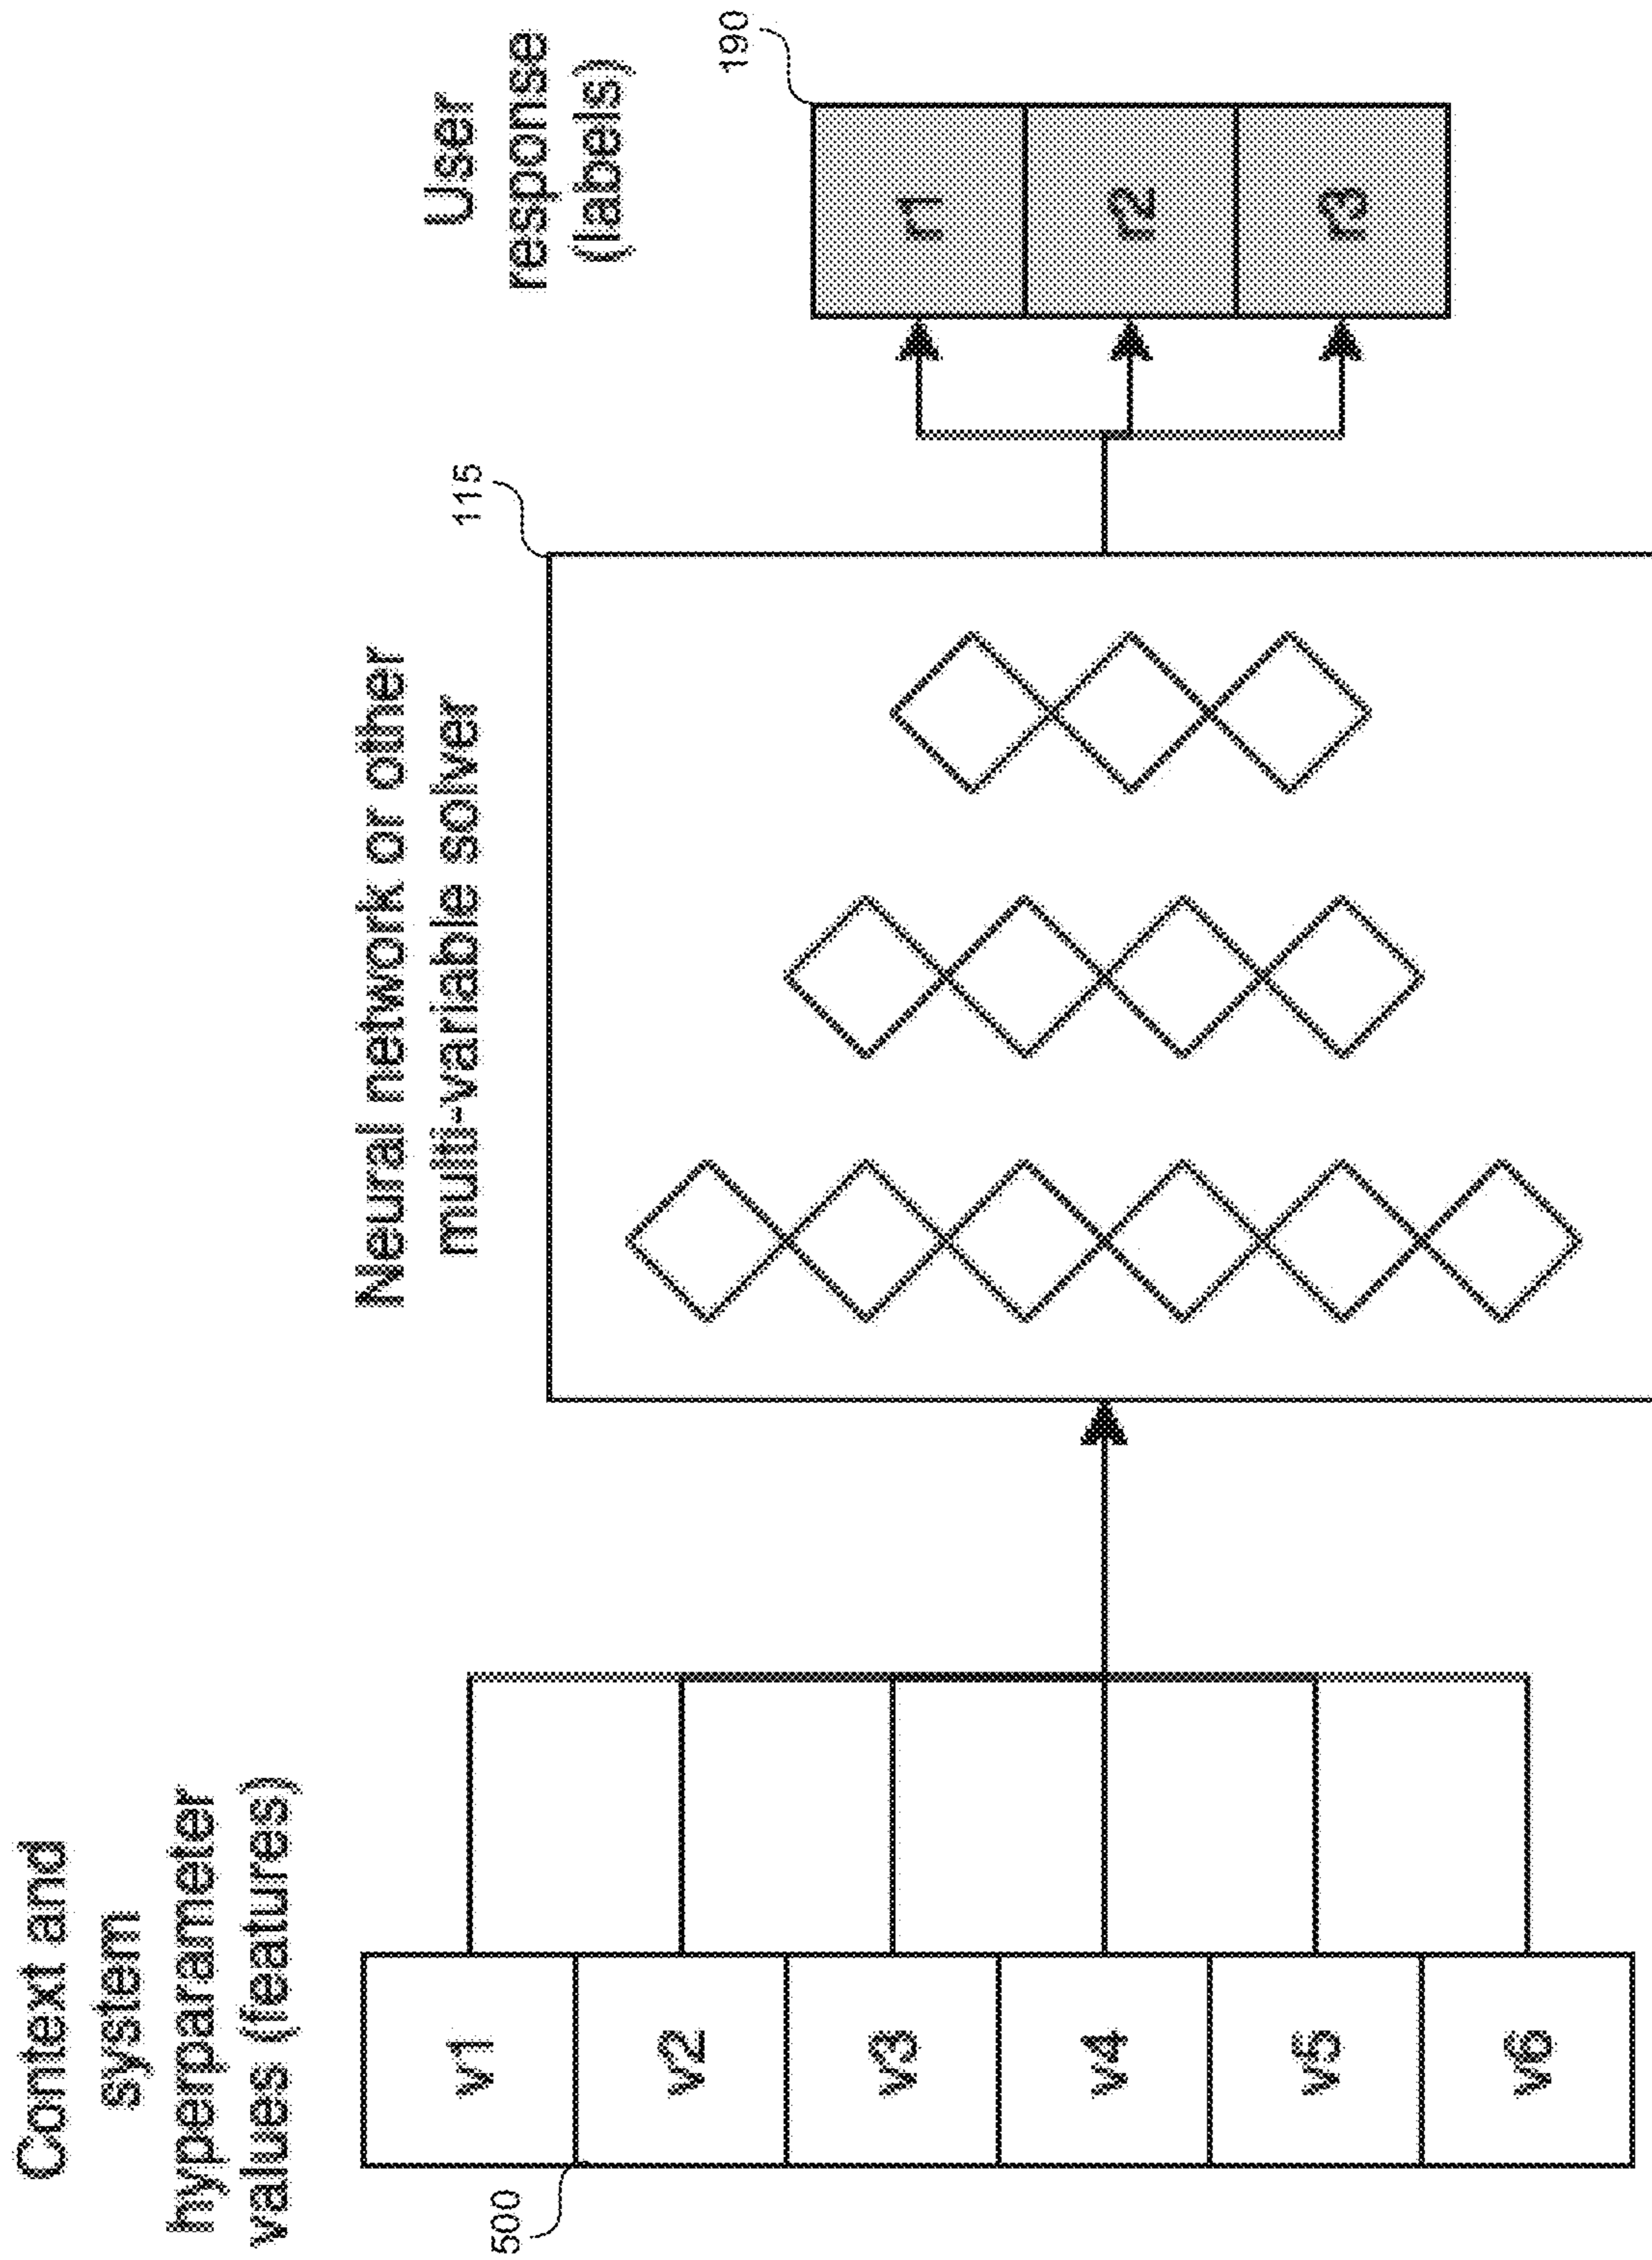 Context and
system
hyperparameter
values (features)
500
v1
v2
v3
v4
v5
v6
Neural network or other
multi-variable solver
115
User
response
(labels)
190
r1
r2
r3